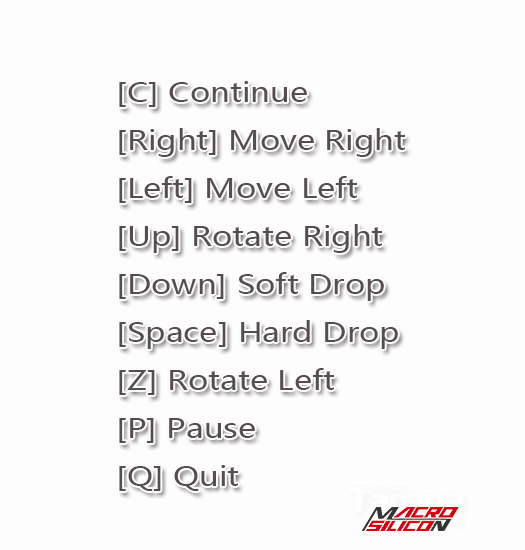 [C] Continue
[Right] Move Right
[Left] Move Left
[Up] Rotate Right
[Down] Soft Drop
[Space] Hard Drop
[Z] Rotate Left
[P] Pause
[Q] Quit
MACRO
SILICON